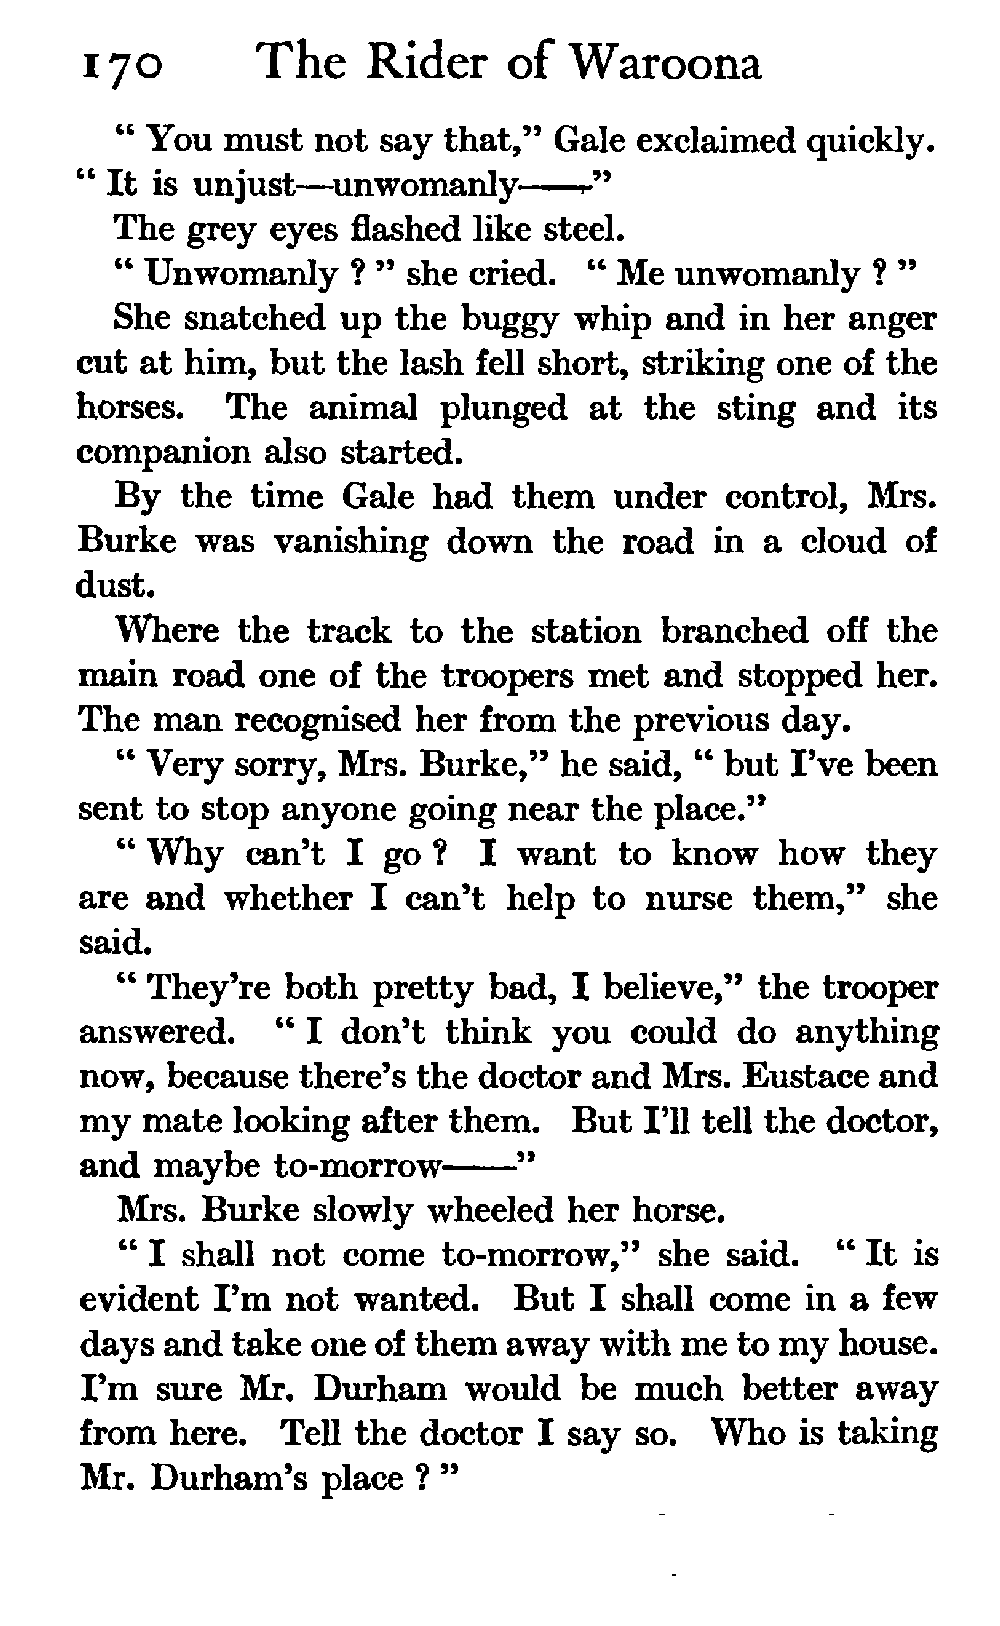 170 The Rider of Waroona
“ You must not say that,” Gale exclaimed quickly.
“ It is unjust—unwomanly——”
The grey eyes flashed like steel.
“ Unwomanly ? ” she cried. “ Me unwomanly ? ”
She snatched up the buggy whip and in her anger
cut at him, but the lash fell short, striking one of the
horses. The animal plunged at the sting and its
companion also started.
By the time Gale had them under control, Mrs.
Burke was vanishing down the road in a cloud of
dust.
Where the track to the station branched off the
main road one of the troopers met and stopped her.
The man recognised her from the previous day.
“ Very sorry, Mrs. Burke,” he said, “ but I’ve been
sent to stop anyone going near the place.”
“ Why can’t I go ? I want to know how they
are and whether I can’t help to nurse them,” she
said.
“ They’re both pretty bad, I believe,” the trooper
answered. “ I don’t think you could do anything
now, because there’s the doctor and Mrs. Eustace and
my mate looking after them. But I’ll tell the doctor,
and maybe to-morrow——”
Mrs. Burke slowly wheeled her horse.
“ I shall not come to-morrow,” she said. “ It is
evident I’m not wanted. But I shall come in a few
days and take one of them away with me to my house.
I’m sure Mr. Durham would be much better away
from here. Tell the doctor I say so. Who is taking
Mr. Durham’s place ? ”